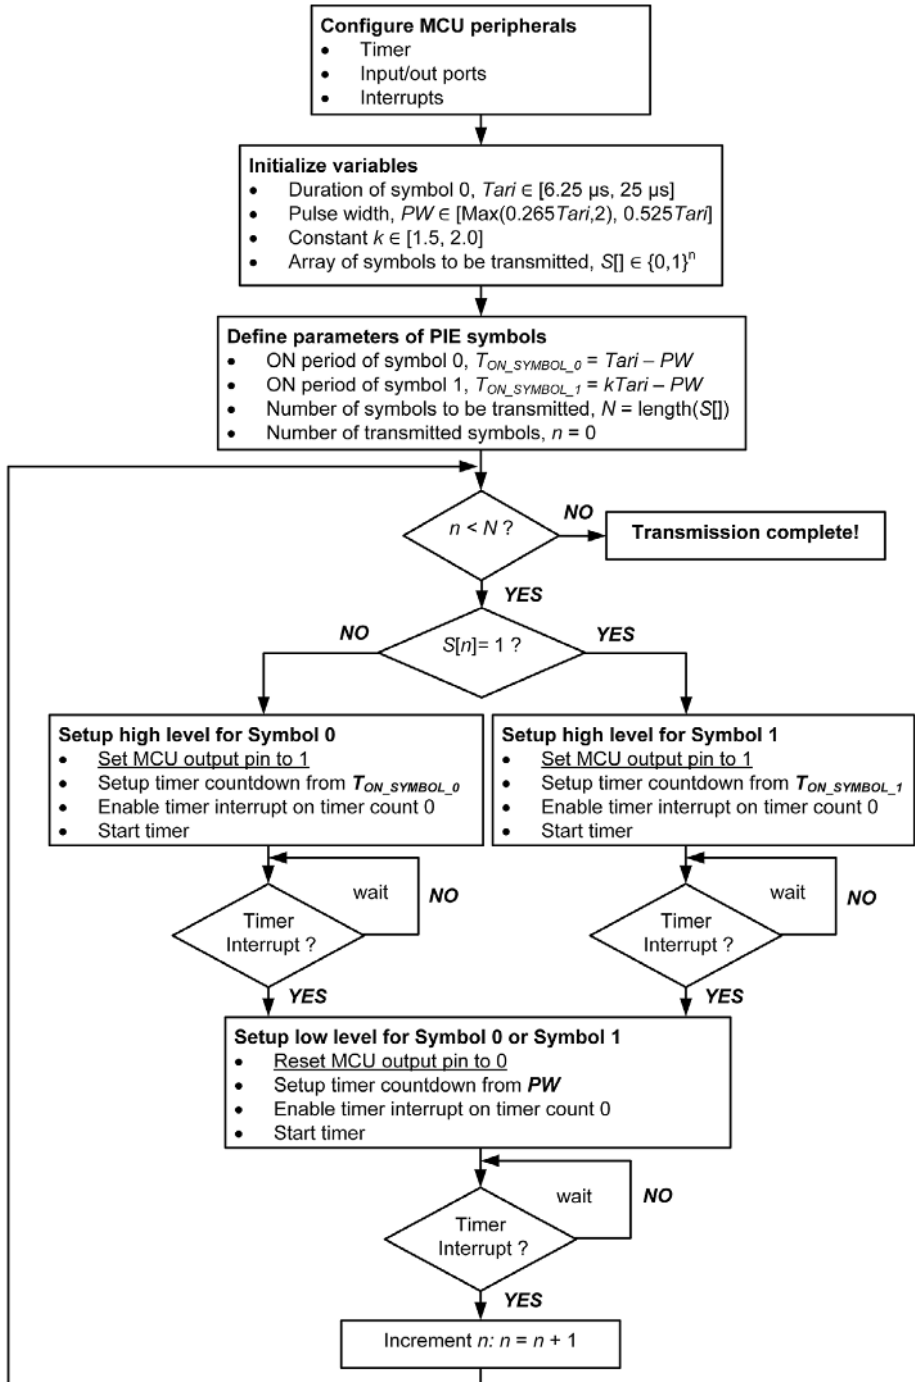 Configure MCU peripherals
• Timer
• Input/out ports
• Interrupts
Initialize variables
• Duration of symbol 0, Tari ∈ [6.25 µs, 25 µs]
• Pulse width, PW ∈ [Max(0.265Tari,2), 0.525Tari]
• Constant k ∈ [1.5, 2.0]
• Array of symbols to be transmitted, S[] ∈ {0,1}ⁿ
Define parameters of PIE symbols
• ON period of symbol 0, T_ON_SYMBOL_0 = Tari – PW
• ON period of symbol 1, T_ON_SYMBOL_1 = kTari – PW
• Number of symbols to be transmitted, N = length(S[])
• Number of transmitted symbols, n = 0
n < N ?
NO
Transmission complete!
YES
S[n]= 1 ?
NO
YES
Setup high level for Symbol 0
• Set MCU output pin to 1
• Setup timer countdown from T_ON_SYMBOL_0
• Enable timer interrupt on timer count 0
• Start timer
Setup high level for Symbol 1
• Set MCU output pin to 1
• Setup timer countdown from T_ON_SYMBOL_1
• Enable timer interrupt on timer count 0
• Start timer
wait
NO
Timer
Interrupt ?
YES
wait
NO
Timer
Interrupt ?
YES
Setup low level for Symbol 0 or Symbol 1
• Reset MCU output pin to 0
• Setup timer countdown from PW
• Enable timer interrupt on timer count 0
• Start timer
wait
NO
Timer
Interrupt ?
YES
Increment n: n = n + 1